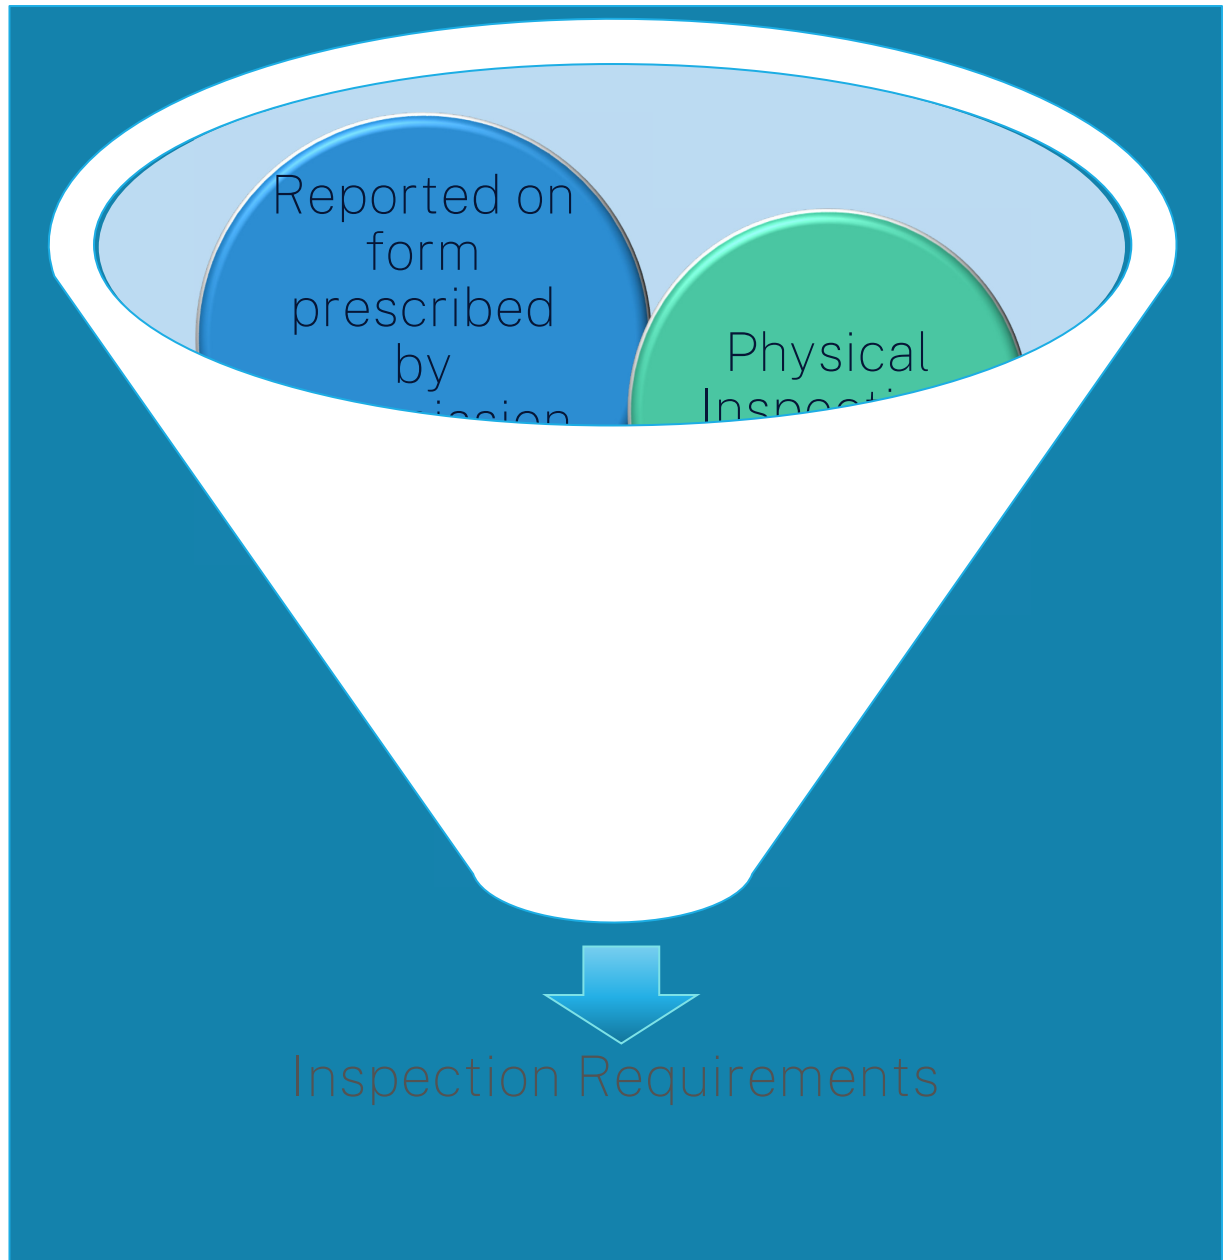 Reported on
form
prescribed
by
Physical
Inspection Requirements